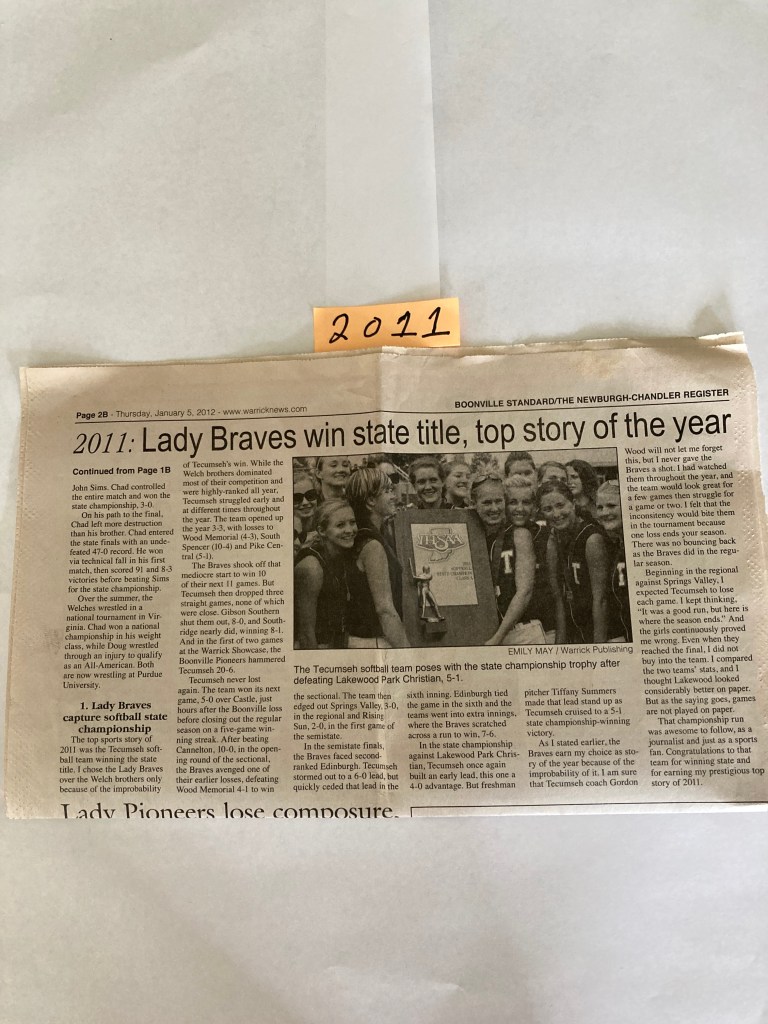 2011
Page 2B - Thursday, January 5, 2012 - www.warricknews.com
BOONVILLE STANDARD/THE NEWBURGH-CHANDLER REGISTER
2011: Lady Braves win state title, top story of the year
Continued from Page 1B
John Sims. Chad controlled
the entire match and won the
state championship, 3-0.
On his path to the final,
Chad left more destruction
than his brother. Chad entered
the state finals with an unde-
feated 47-0 record. He won
via technical fall in his first
match, then scored 91 and 8-3
victories before beating Sims
for the state championship.
Over the summer, the
Welches wrestled in a
national tournament in Vir-
ginia. Chad won a national
championship in his weight
class, while Doug wrestled
through an injury to qualify
as an All-American. Both
are now wrestling at Purdue
University.
1. Lady Braves
capture softball state
championship
The top sports story of
2011 was the Tecumseh soft-
ball team winning the state
title. I chose the Lady Braves
over the Welch brothers only
because of the improbability
of Tecumseh's win. While the
Welch brothers dominated
most of their competition and
were highly-ranked all year,
Tecumseh struggled early and
at different times throughout
the year. The team opened up
the year 3-3, with losses to
Wood Memorial (4-3), South
Spencer (10-4) and Pike Cen-
tral (5-1).
The Braves shook off that
mediocre start to win 10
of their next 11 games. But
Tecumseh then dropped three
straight games, none of which
were close. Gibson Southern
shut them out, 8-0, and South-
ridge nearly did, winning 8-1.
And in the first of two games
at the Warrick Showcase, the
Boonville Pioneers hammered
Tecumseh 20-6.
Tecumseh never lost
again. The team won its next
game, 5-0 over Castle, just
hours after the Boonville loss
before closing out the regular
season on a five-game win-
ning streak. After beating
Cannelton, 10-0, in the open-
ing round of the sectional,
the Braves avenged one of
their earlier losses, defeating
Wood Memorial 4-1 to win
IHSAA
T
T
EMILY MAY / Warrick Publishing
The Tecumseh softball team poses with the state championship trophy after
defeating Lakewood Park Christian, 5-1.
the sectional. The team then
edged out Springs Valley, 3-0,
in the regional and Rising
Sun, 2-0, in the first game of
the semistate.
In the semistate finals,
the Braves faced second-
ranked Edinburgh. Tecumseh
stormed out to a 6-0 lead, but
quickly ceded that lead in the
sixth inning. Edinburgh tied
the game in the sixth and the
teams went into extra innings,
where the Braves scratched
across a run to win, 7-6.
In the state championship
against Lakewood Park Chris-
tian, Tecumseh once again
built an early lead, this one a
4-0 advantage. But freshman
pitcher Tiffany Summers
made that lead stand up as
Tecumseh cruised to a 5-1
state championship-winning
victory.
As I stated earlier, the
Braves earn my choice as sto-
ry of the year because of the
improbability of it. I am sure
that Tecumseh coach Gordon
Wood will not let me forget
this, but I never gave the
Braves a shot. I had watched
them throughout the year, and
the team would look great for
a few games then struggle for
a game or two. I felt that the
inconsitency would bite them
in the tournament because
one loss ends your season.
There was no bouncing back
as the Braves did in the regu-
lar season.
Beginning in the regional
against Springs Valley, I
expected Tecumseh to lose
each game. I kept thinking,
"It was a good run, but here is
where the season ends." And
the girls continuously proved
me wrong. Even when they
reached the final, I did not
buy into the team. I compared
the two teams' stats, and I
thought Lakewood looked
considerably better on paper.
But as the saying goes, games
are not played on paper.
That championship run
was awesome to follow, as a
journalist and just as a sports
fan. Congratulations to that
team for winning state and
for earning my prestigious top
story of 2011.
Lady Pioneers lose composure,